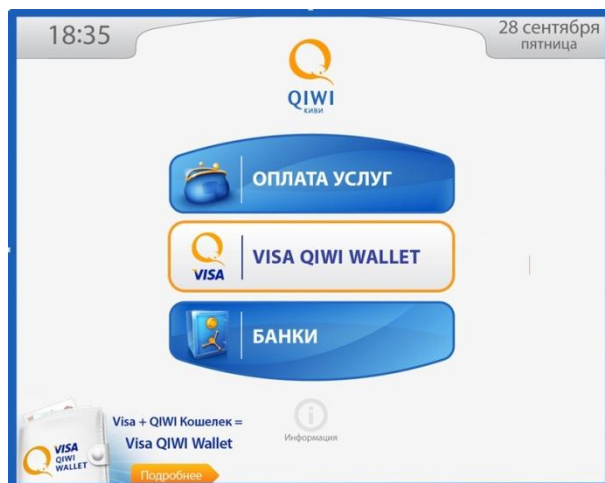 18:35
28 сентября
пятница
QIWI
КИВИ
ОПЛАТА УСЛУГ
VISA
VISA QIWI WALLET
БАНКИ
Visa + QIWI Кошелек =
Visa QIWI Wallet
Подробнее
VISA
QIWI
WALLET
Информация